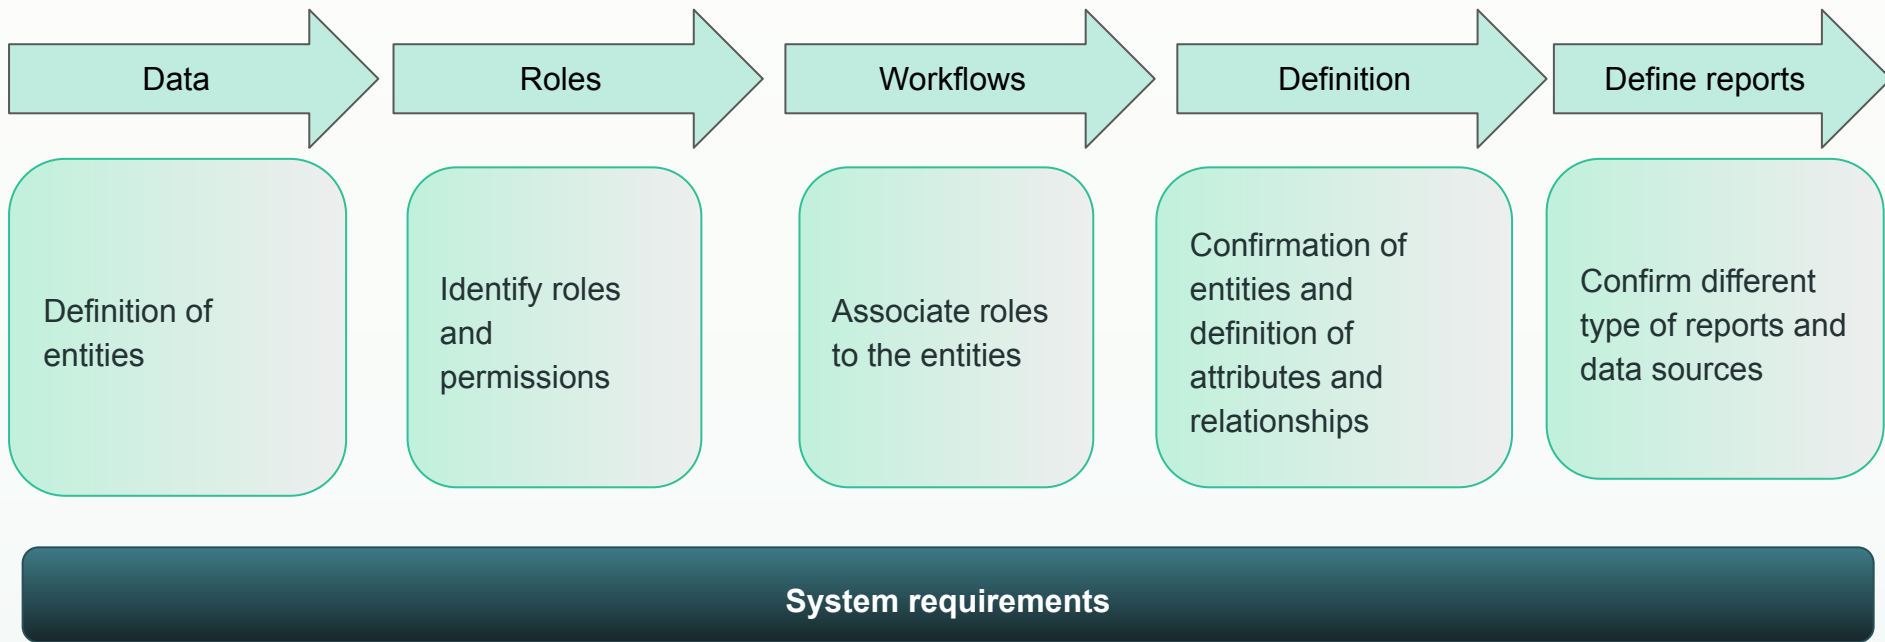 Data
Roles
Workflows
Definition
Define reports
Definition of
entities
Identify roles
and
permissions
Associate roles
to the entities
Confirmation of
entities and
definition of
attributes and
relationships
Confirm different
type of reports and
data sources
System requirements